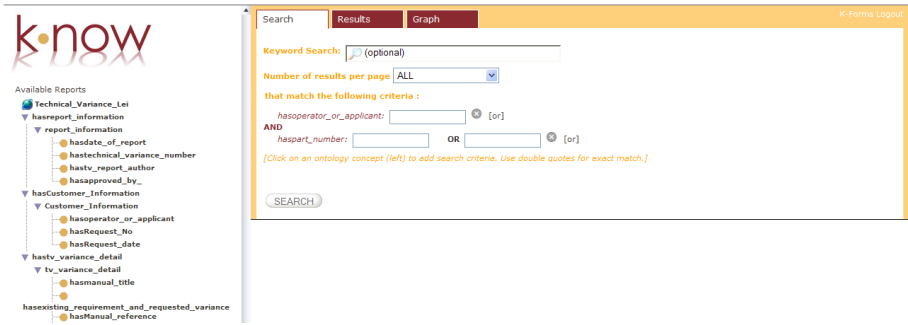 k•now
Available Reports
Technical_Variance_Lei
hasreport_information
report_information
hasdate_of_report
hastechnical_variance_number
hastv_report_author
hasapproved_by_
hasCustomer_Information
Customer_Information
hasoperator_or_applicant
hasRequest_No
hasRequest_date
hastv_variance_detail
tv_variance_detail
hasmanual_title
hasexisting_requirement_and_requested_variance
hasManual_reference
Search Results Graph K-Forms Logout
Keyword Search: (optional)
Number of results per page ALL
that match the following criteria :
hasoperator_or_applicant: [or]
AND
haspart_number: OR [or]
[Click on an ontology concept (left) to add search criteria. Use double quotes for exact match.]
SEARCH